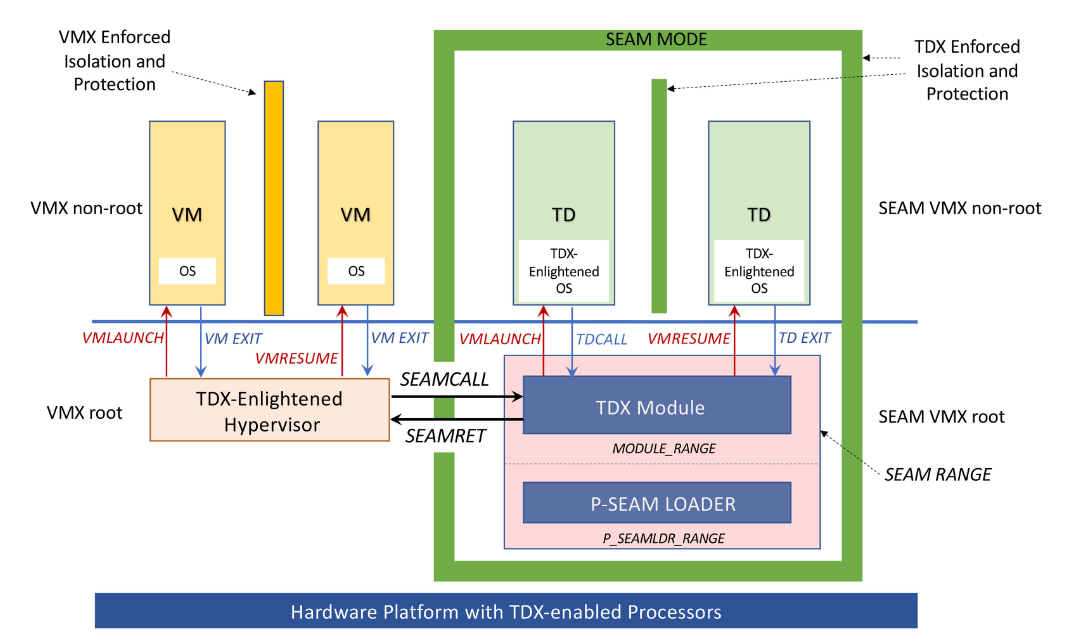 VMX Enforced
Isolation and
Protection
SEAM MODE
TDX Enforced
Isolation and
Protection
VMX non-root
VM
OS
VM
OS
TD
TDX-
Enlightened
OS
TD
TDX-
Enlightened
OS
SEAM VMX non-root
VMLAUNCH
VM EXIT
VMRESUME
VM EXIT
VMLAUNCH
TDCALL
VMRESUME
TD EXIT
VMX root
TDX-Enlightened
Hypervisor
SEAMCALL
SEAMRET
TDX Module
MODULE_RANGE
SEAM VMX root
SEAM RANGE
P-SEAM LOADER
P_SEAMLDR_RANGE
Hardware Platform with TDX-enabled Processors